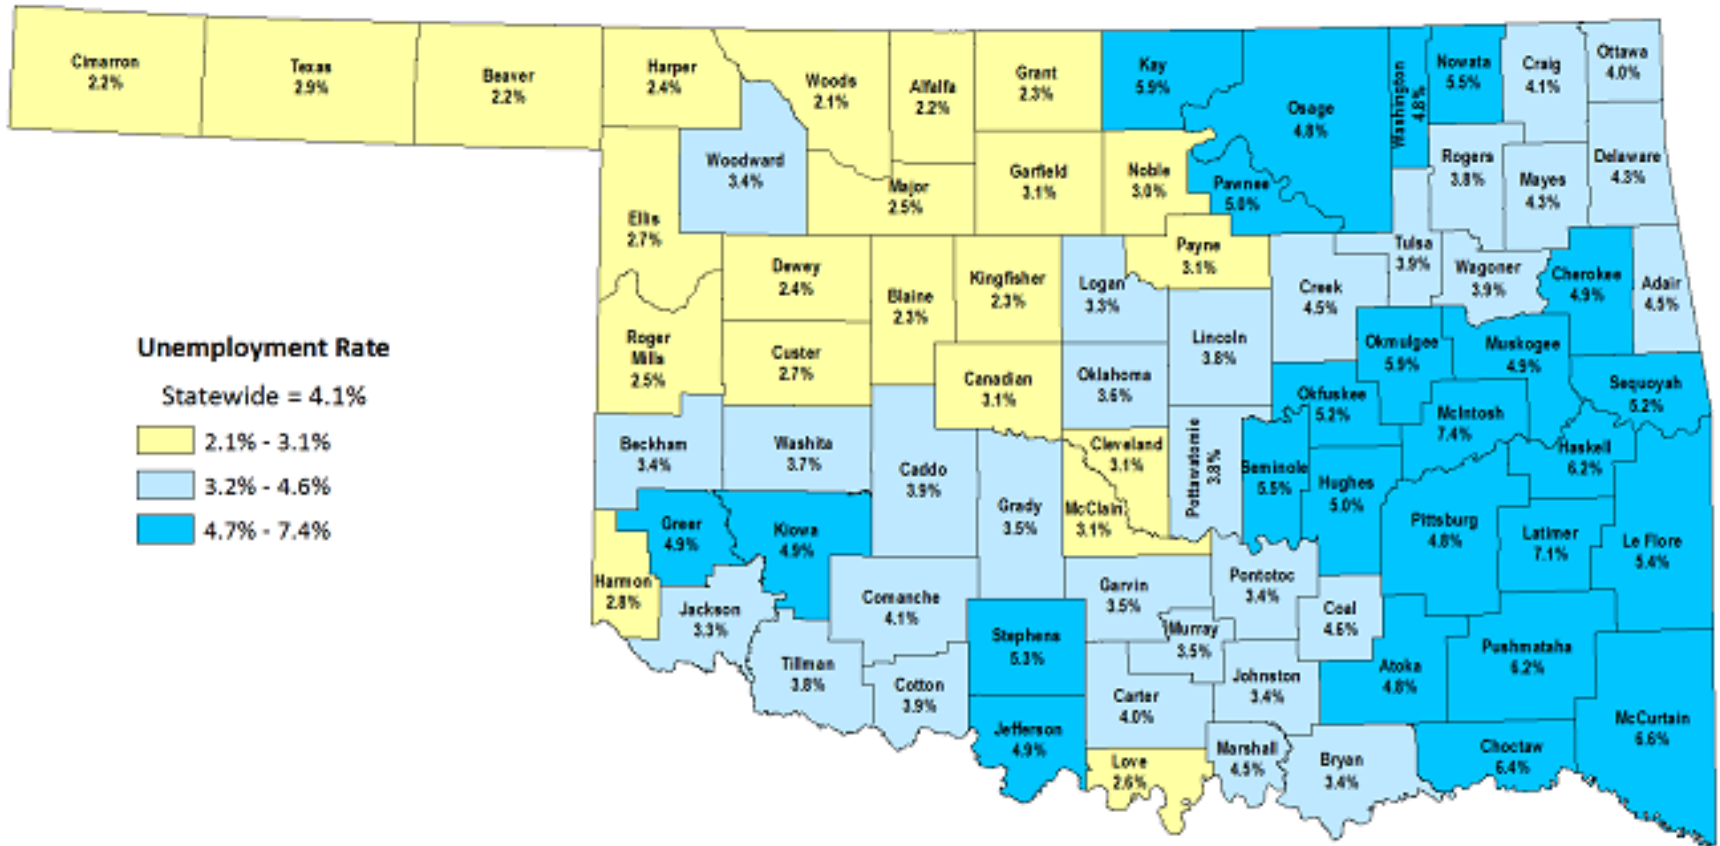 Cimarron
2.2%
Texas
2.9%
Beaver
2.2%
Harper
2.4%
Woods
2.1%
Alfalfa
2.2%
Grant
2.3%
Kay
5.9%
Osage
4.8%
Washington
4.8%
Nowata
5.5%
Craig
4.1%
Ottawa
4.0%
Woodward
3.4%
Major
2.5%
Garfield
3.1%
Noble
3.0%
Pawnee
5.0%
Rogers
3.8%
Mayes
4.3%
Delaware
4.3%
Ellis
2.7%
Dewey
2.4%
Blaine
2.3%
Kingfisher
2.3%
Logan
3.3%
Payne
3.1%
Creek
4.5%
Tulsa
3.9%
Wagoner
3.9%
Cherokee
4.9%
Adair
4.5%
Roger
Mills
2.5%
Custer
2.7%
Canadian
3.1%
Oklahoma
3.6%
Lincoln
3.8%
Okmulgee
5.9%
Muskogee
4.9%
Sequoyah
5.2%
Unemployment Rate
Statewide = 4.1%
2.1% - 3.1%
3.2% - 4.6%
4.7% - 7.4%
Beckham
3.4%
Washita
3.7%
Caddo
3.9%
Grady
3.5%
Cleveland
3.1%
McClain
3.1%
Pottawatomie
3.8%
Seminole
5.5%
Okfuskee
5.2%
Hughes
5.0%
McIntosh
7.4%
Haskell
6.2%
Greer
4.9%
Kiowa
4.9%
Pittsburg
4.8%
Latimer
7.1%
Le Flore
5.4%
Harmon
2.8%
Jackson
3.3%
Comanche
4.1%
Stephens
5.3%
Garvin
3.5%
Murray
3.5%
Pontotoc
3.4%
Coal
4.6%
Tillman
3.8%
Cotton
3.9%
Carter
4.0%
Johnston
3.4%
Atoka
4.8%
Pushmataha
6.2%
Jefferson
4.9%
Love
2.6%
Marshall
4.5%
Bryan
3.4%
Choctaw
6.4%
McCurtain
6.6%